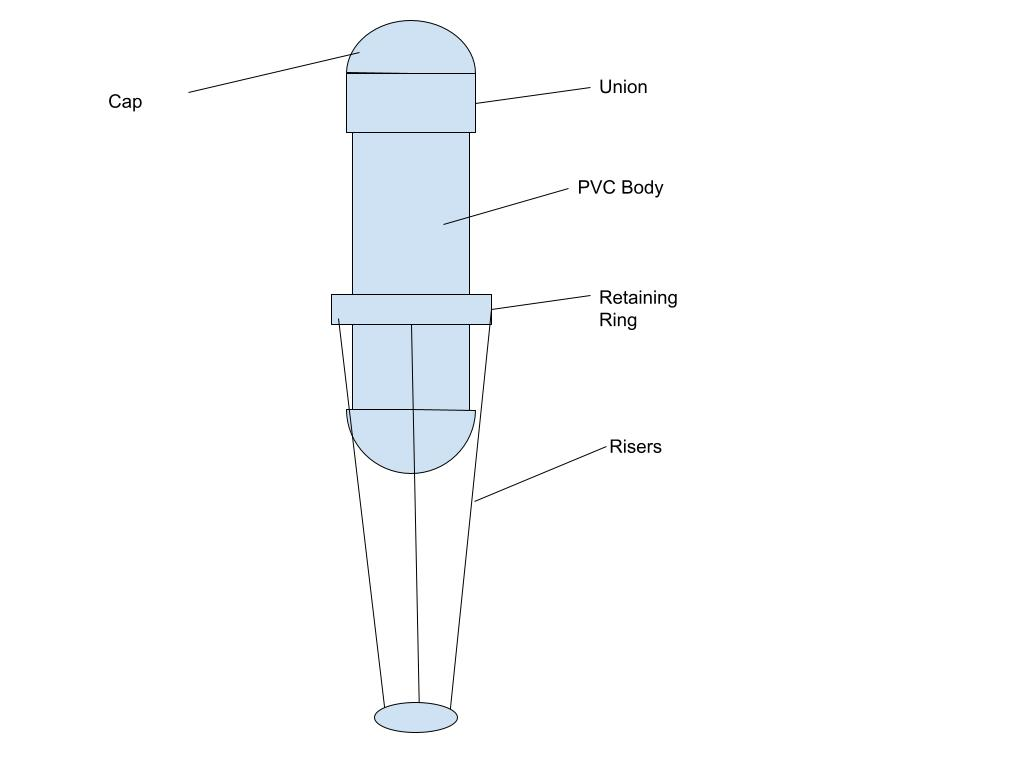 Cap
Union
PVC Body
Retaining
Ring
Risers